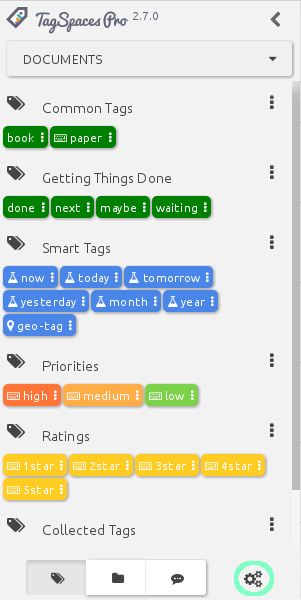 TagSpaces Pro 2.7.0
DOCUMENTS
Common Tags
book paper
Getting Things Done
done next maybe waiting
Smart Tags
now today tomorrow
yesterday month year
geo-tag
Priorities
high medium low
Ratings
1star 2star 3star 4star
5star
Collected Tags